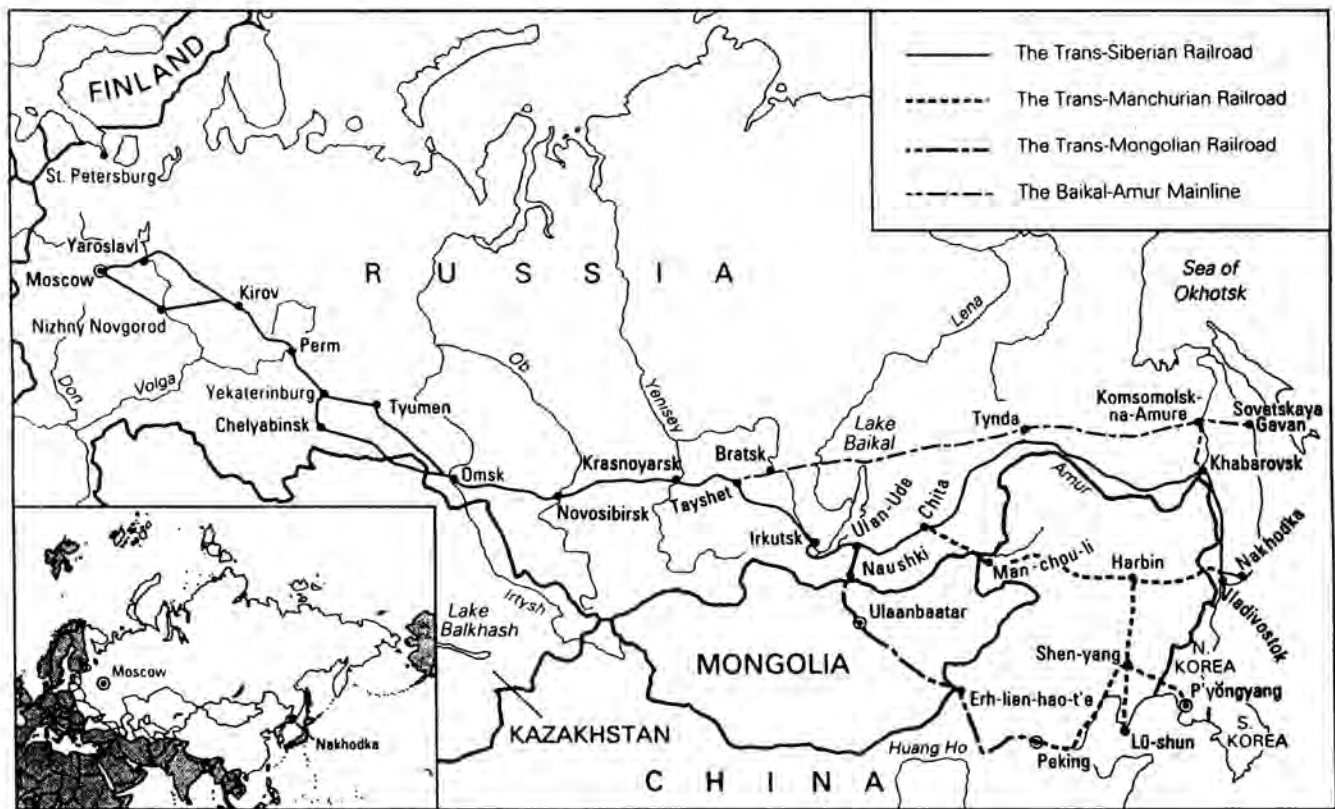 FINLAND
St. Petersburg
The Trans-Siberian Railroad
The Trans-Manchurian Railroad
The Trans-Mongolian Railroad
The Baikal-Amur Mainline
Yaroslavl
Moscow
Kirov
Nizhny Novgorod
Perm
RUSSIA
Sea of
Okhotsk
Lena
Ob
Yenisey
Don
Volga
Yekaterinburg
Tyumen
Chelyabinsk
Omsk
Novosibirsk
Krasnoyarsk
Tayshet
Bratsk
Lake
Baikal
Tynda
Komsomolsk-
na-Amure
Sovetskaya
Gavan
Khabarovsk
Amur
Irkutsk
Ulan-Ude
Chita
Naushki
Man-chou-li
Harbin
Nakhodka
Vladivostok
Ulaanbaatar
Irtysh
Lake
Balkhash
MONGOLIA
Shen-yang
N.
KOREA
P'yŏngyang
Erh-lien-hao-t'e
KAZAKHSTAN
Huang Ho
Peking
Lü-shun
S.
KOREA
CHINA
Moscow
Nakhodka